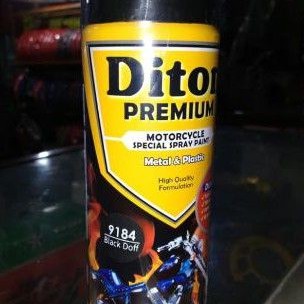 Diton
PREMIUM
MOTORCYCLE
SPECIAL SPRAY PAINT
Metal & Plastic
High Quality
Formulation
9184
Black Doff